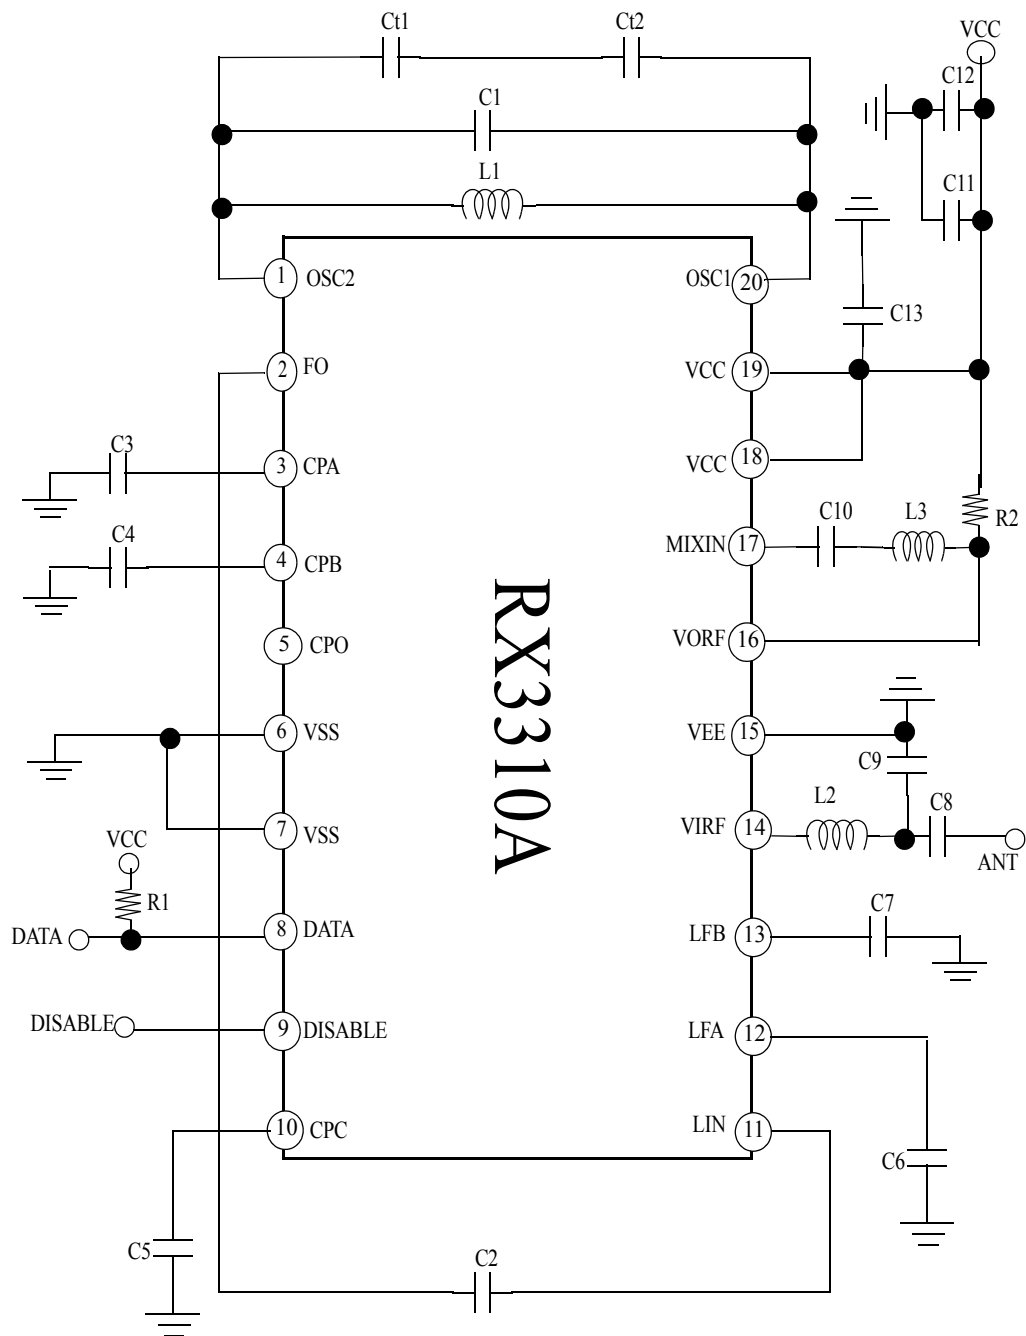 Ct1 Ct2 VCC
C12
C1
L1 C11
1 OSC2 OSC1 20
C13
2 FO VCC 19
C3
3 CPA VCC 18
C4 C10 L3 R2
4 CPB MIXIN 17
RX3310A
5 CPO VORF 16
6 VSS VEE 15
C9
L2 C8
7 VSS VIRF 14
VCC ANT
R1 C7
DATA 8 DATA LFB 13
DISABLE 9 DISABLE LFA 12
10 CPC LIN 11
C6
C5 C2